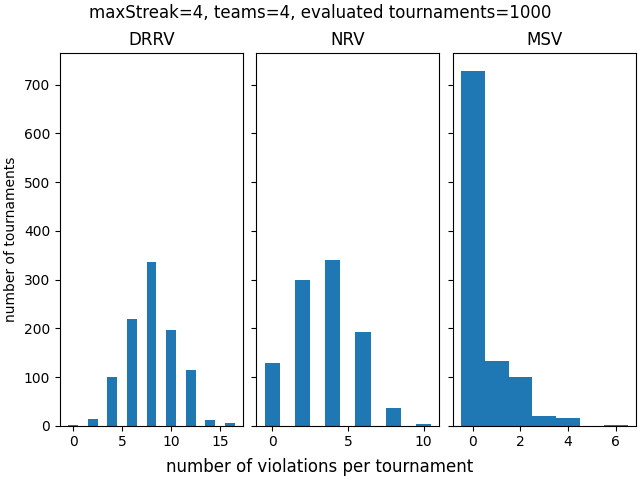 maxStreak=4, teams=4, evaluated tournaments=1000
DRRV NRV MSV
number of tournaments
700
600
500
400
300
200
100
0
0 5 10 15 0 5 10 0 2 4 6
number of violations per tournament